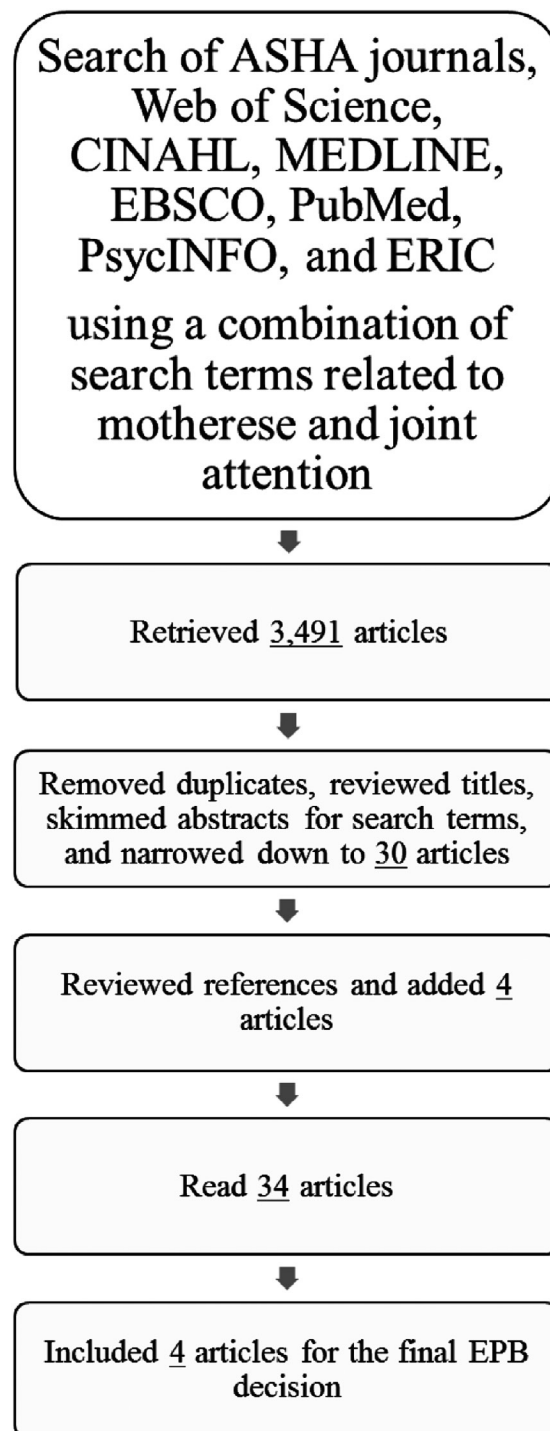 Search of ASHA journals,
Web of Science,
CINAHL, MEDLINE,
EBSCO, PubMed,
PsycINFO, and ERIC
using a combination of
search terms related to
motherese and joint
attention
Retrieved 3,491 articles
Removed duplicates, reviewed titles,
skimmed abstracts for search terms,
and narrowed down to 30 articles
Reviewed references and added 4
articles
Read 34 articles
Included 4 articles for the final EPB
decision